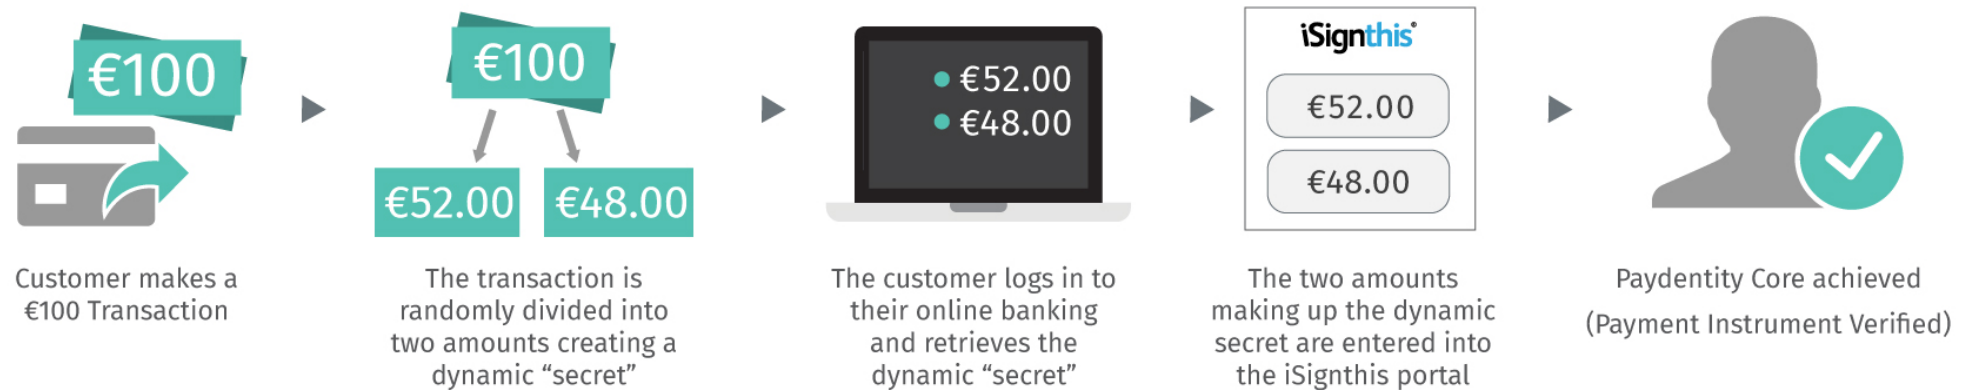 €100
Customer makes a
€100 Transaction
€100
€52.00
€48.00
The transaction is
randomly divided into
two amounts creating a
dynamic “secret”
€52.00
€48.00
The customer logs in to
their online banking
and retrieves the
dynamic “secret”
iSignthis®
€52.00
€48.00
The two amounts
making up the dynamic
secret are entered into
the iSignthis portal
Paydentity Core achieved
(Payment Instrument Verified)